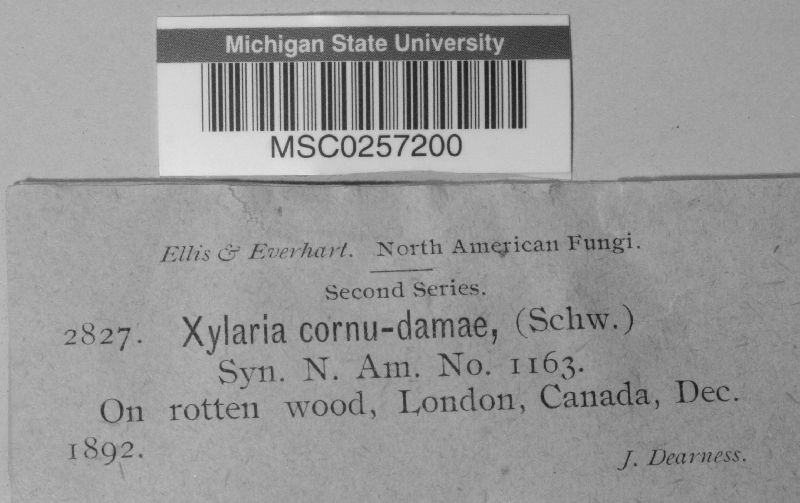 Michigan State University
MSC0257200
Ellis & Everhart. North American Fungi.
Second Series.
2827. Xylaria cornu-damae, (Schw.)
Syn. N. Am. No. 1163.
On rotten wood, London, Canada, Dec.
1892.
J. Dearness.